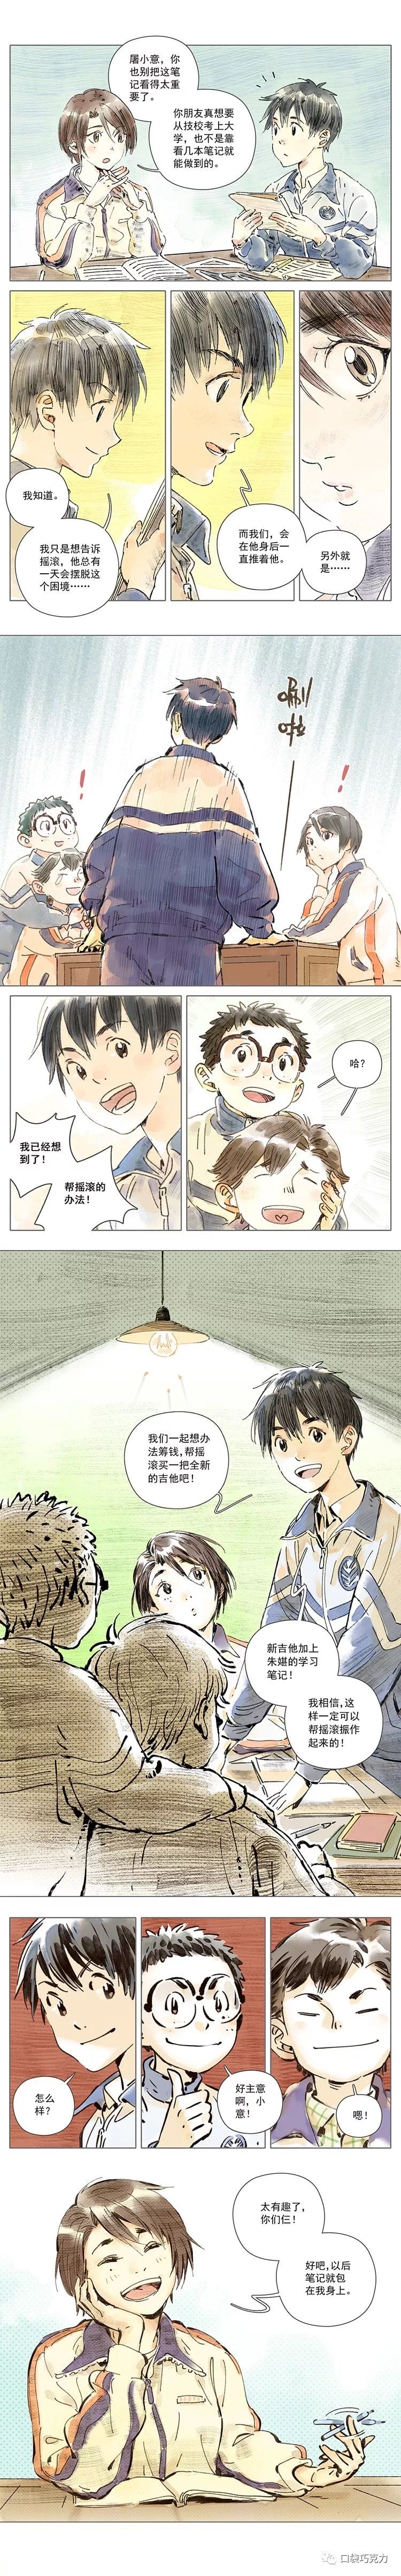 屠小意，你
也别把这笔
记看得太重
要了。
你朋友真想要
从技校考上大
学，也不是靠
看几本笔记就
能做到的。
我知道。
我只是想告诉
摇滚，他总有
一天会摆脱这
个困境……
而我们，会
在他身后一
直推着他。
另外就
是……
唰
啦
！
！
我已经想
到了！
帮摇滚的
办法！
哈？
我们一起想办
法筹钱,帮摇
滚买一把全新
的吉他吧！
新吉他加上
朱媸的学习
笔记！
我相信,这
样一定可以
帮摇滚振作
起来的！
怎么
样？
好主意
啊，小
意！
嗯！
太有趣了，
你们仨！
好吧,以后
笔记就包
在我身上。
口袋巧克力